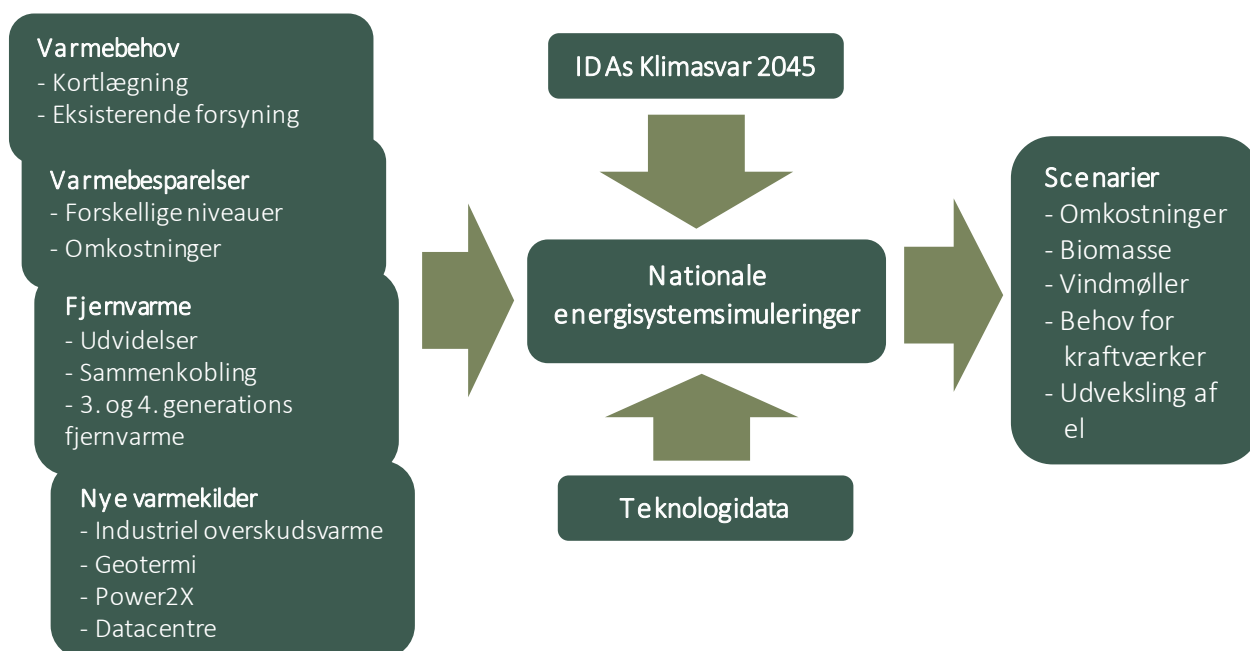 Varmebehov
- Kortlægning
- Eksisterende forsyning
Varmebesparelser
- Forskellige niveauer
- Omkostninger
Fjernvarme
- Udvidelser
- Sammenkobling
- 3. og 4. generations
fjernvarme
Nye varmekilder
- Industriel overskudsvarme
- Geotermi
- Power2X
- Datacentre
IDAs Klimasvar 2045
Nationale
energisystemsimuleringer
Teknologidata
Scenarier
- Omkostninger
- Biomasse
- Vindmøller
- Behov for
kraftværker
- Udveksling af
el